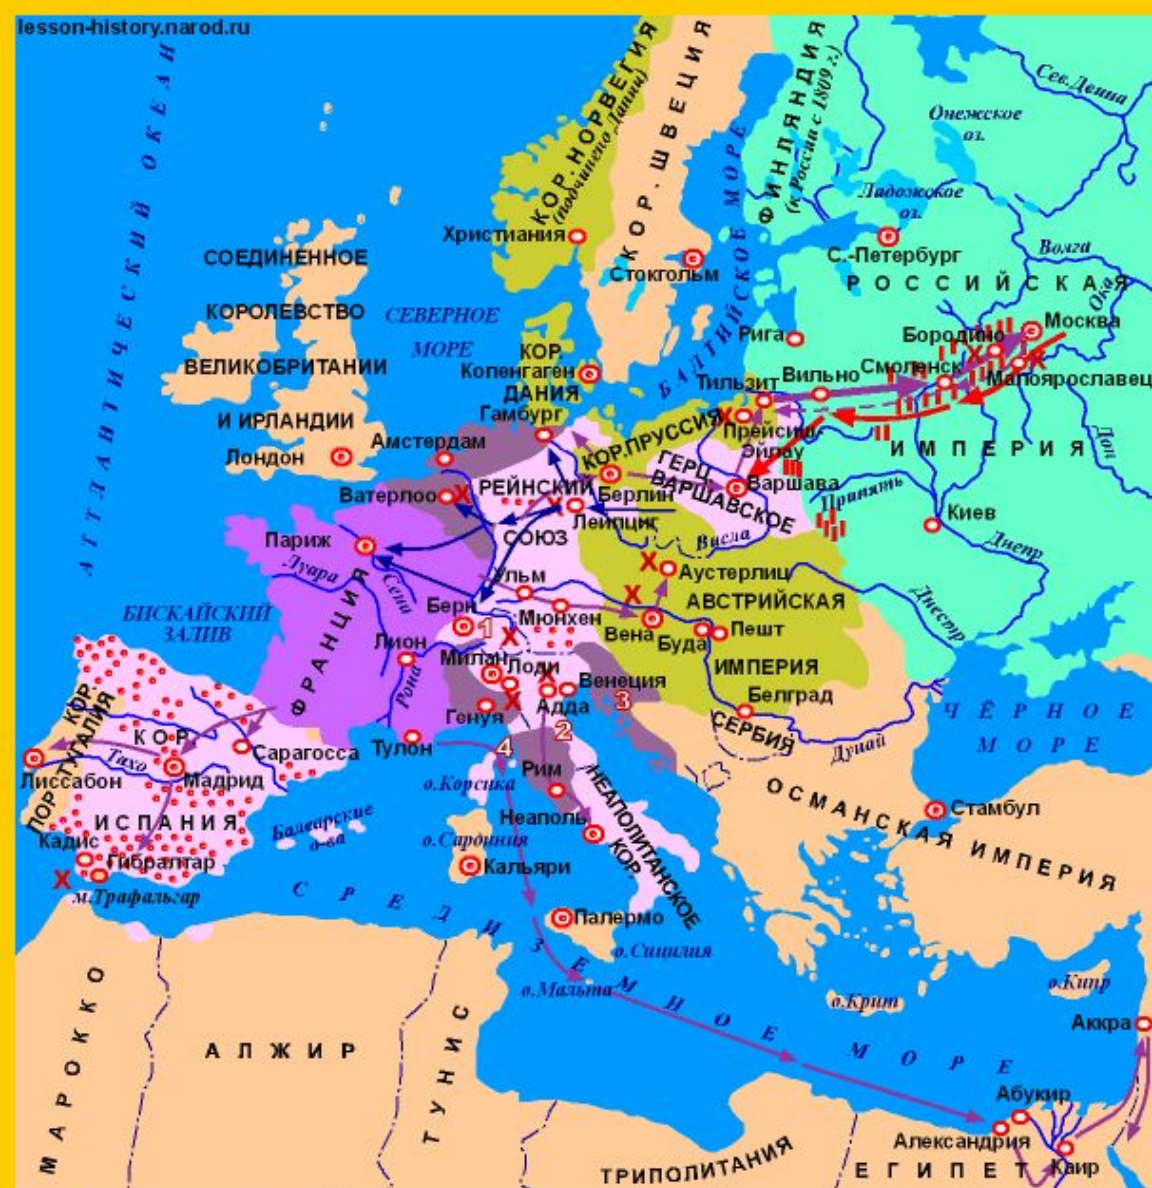 lesson-history.narod.ru
АТЛАНТИЧЕСКИЙ ОКЕАН
КОР. НОРВЕГИЯ
(подчинено Дании)
КОР. ШВЕЦИЯ
ФИНЛЯНДИЯ
(к России с 1809 г.)
Сев.Двина
Онежское
оз.
Ладожское
оз.
Христиания
Стокгольм
С.-Петербург
Волга
РОССИЙСКАЯ
Ока
СОЕДИНЕННОЕ
КОРОЛЕВСТВО
ВЕЛИКОБРИТАНИИ
И ИРЛАНДИИ
Лондон
СЕВЕРНОЕ
МОРЕ
БАЛТИЙСКОЕ МОРЕ
КОР.
Копенгаген
ДАНИЯ
Гамбург
Рига
Бородино
Москва
Тильзит
Вильно
Смоленск
Малоярославец
Прейсиш-
Эйлау
ИМПЕРИЯ
Дон
Амстердам
КОР.ПРУССИЯ
ГЕРЦ.
ВАРШАВСКОЕ
Варшава
Ватерлоо
РЕЙНСКИЙ
Берлин
Лейпциг
СОЮЗ
Припять
Киев
Висла
Днепр
Париж
Луара
Сена
Ульм
Аустерлиц
АВСТРИЙСКАЯ
Днестр
БИСКАЙСКИЙ
ЗАЛИВ
ФРАНЦИЯ
Берн
1
Мюнхен
Вена
Буда
Пешт
ИМПЕРИЯ
Лион
Милан
Лоди
Венеция
3
Белград
Рона
Генуя
Адда
2
СЕРБИЯ
Дунай
ЧЁРНОЕ
МОРЕ
КОР.
ПОРТУГАЛИЯ
КОР.
Сарагосса
Тулон
4
Лиссабон
Тахо
Мадрид
о.Корсика
Рим
ИСПАНИЯ
Балеарские
о-ва
о.Сардиния
Неаполь
НЕАПОЛИТАНСКОЕ
КОР.
ОСМАНСКАЯ ИМПЕРИЯ
Стамбул
Кадис
Гибралтар
м.Трафальгар
Кальяри
Палермо
о.Сицилия
СРЕДИЗЕМНОЕ МОРЕ
о.Мальта
о.Крит
о.Кипр
Аккра
МАРОККО
АЛЖИР
ТУНИС
ТРИПОЛИТАНИЯ
Абукир
Александрия
Каир
ЕГИПЕТ